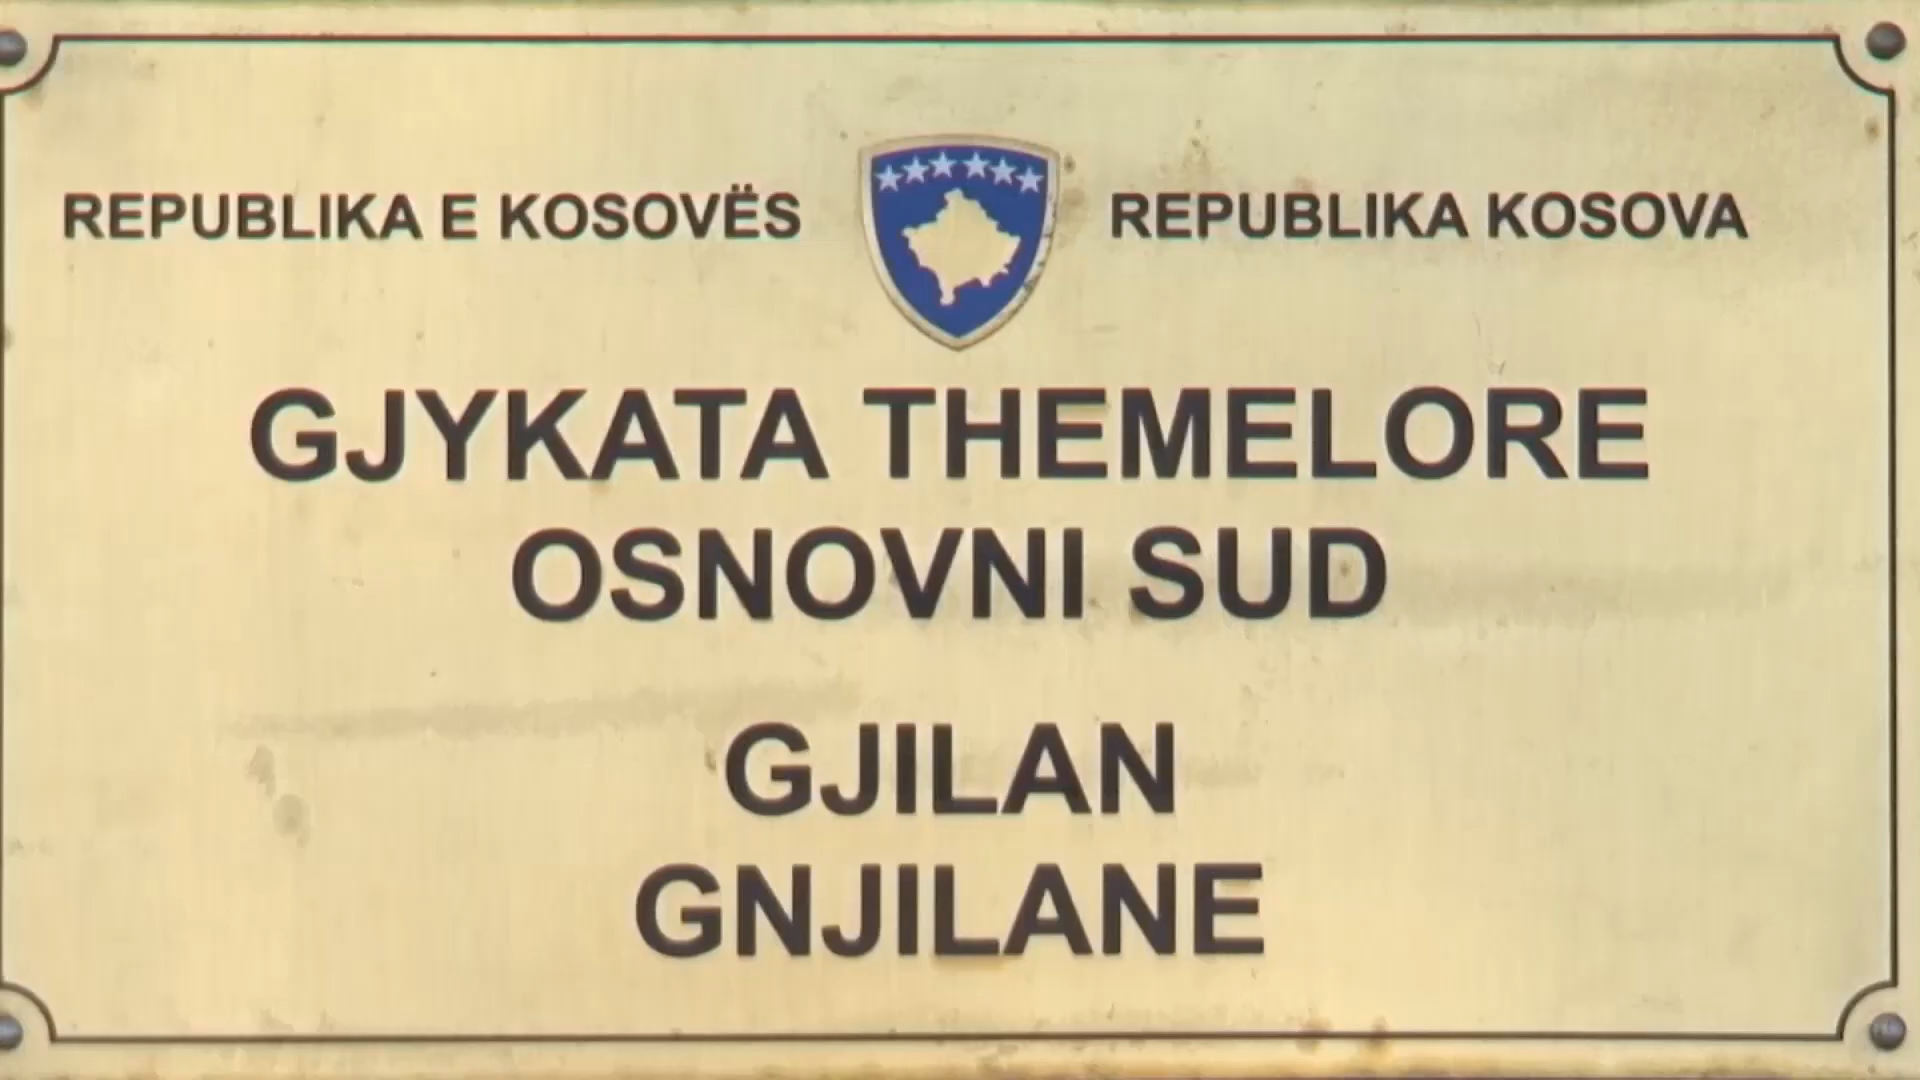 REPUBLIKA E KOSOVËS REPUBLIKA KOSOVA
GJYKATA THEMELORE
OSNOVNI SUD
GJILAN
GNJILANE